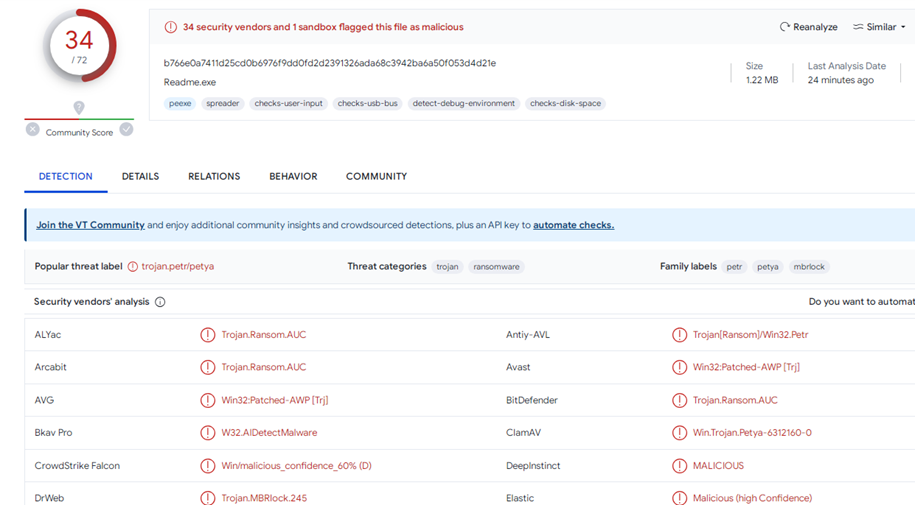 34
/ 72
Community Score
34 security vendors and 1 sandbox flagged this file as malicious
Reanalyze
Similar
b766e0a7411d25cd0b6976f9dd0fd2d2391326ada68c3942ba6a50f053d4d21e
Readme.exe
Size
1.22 MB
Last Analysis Date
24 minutes ago
peexe spreader checks-user-input checks-usb-bus detect-debug-environment checks-disk-space
DETECTION DETAILS RELATIONS BEHAVIOR COMMUNITY
Join the VT Community and enjoy additional community insights and crowdsourced detections, plus an API key to automate checks.
Popular threat label trojan.petr/petya Threat categories trojan ransomware Family labels petr petya mbrlock
Security vendors' analysis Do you want to automat
ALYac Trojan.Ransom.AUC Antiy-AVL Trojan[Ransom]/Win32.Petr
Arcabit Trojan.Ransom.AUC Avast Win32:Patched-AWP [Trj]
AVG Win32:Patched-AWP [Trj] BitDefender Trojan.Ransom.AUC
Bkav Pro W32.AIDetectMalware ClamAV Win.Trojan.Petya-6312160-0
CrowdStrike Falcon Win/malicious_confidence_60% (D) DeepInstinct MALICIOUS
DrWeb Trojan.MBRlock.245 Elastic Malicious (high Confidence)